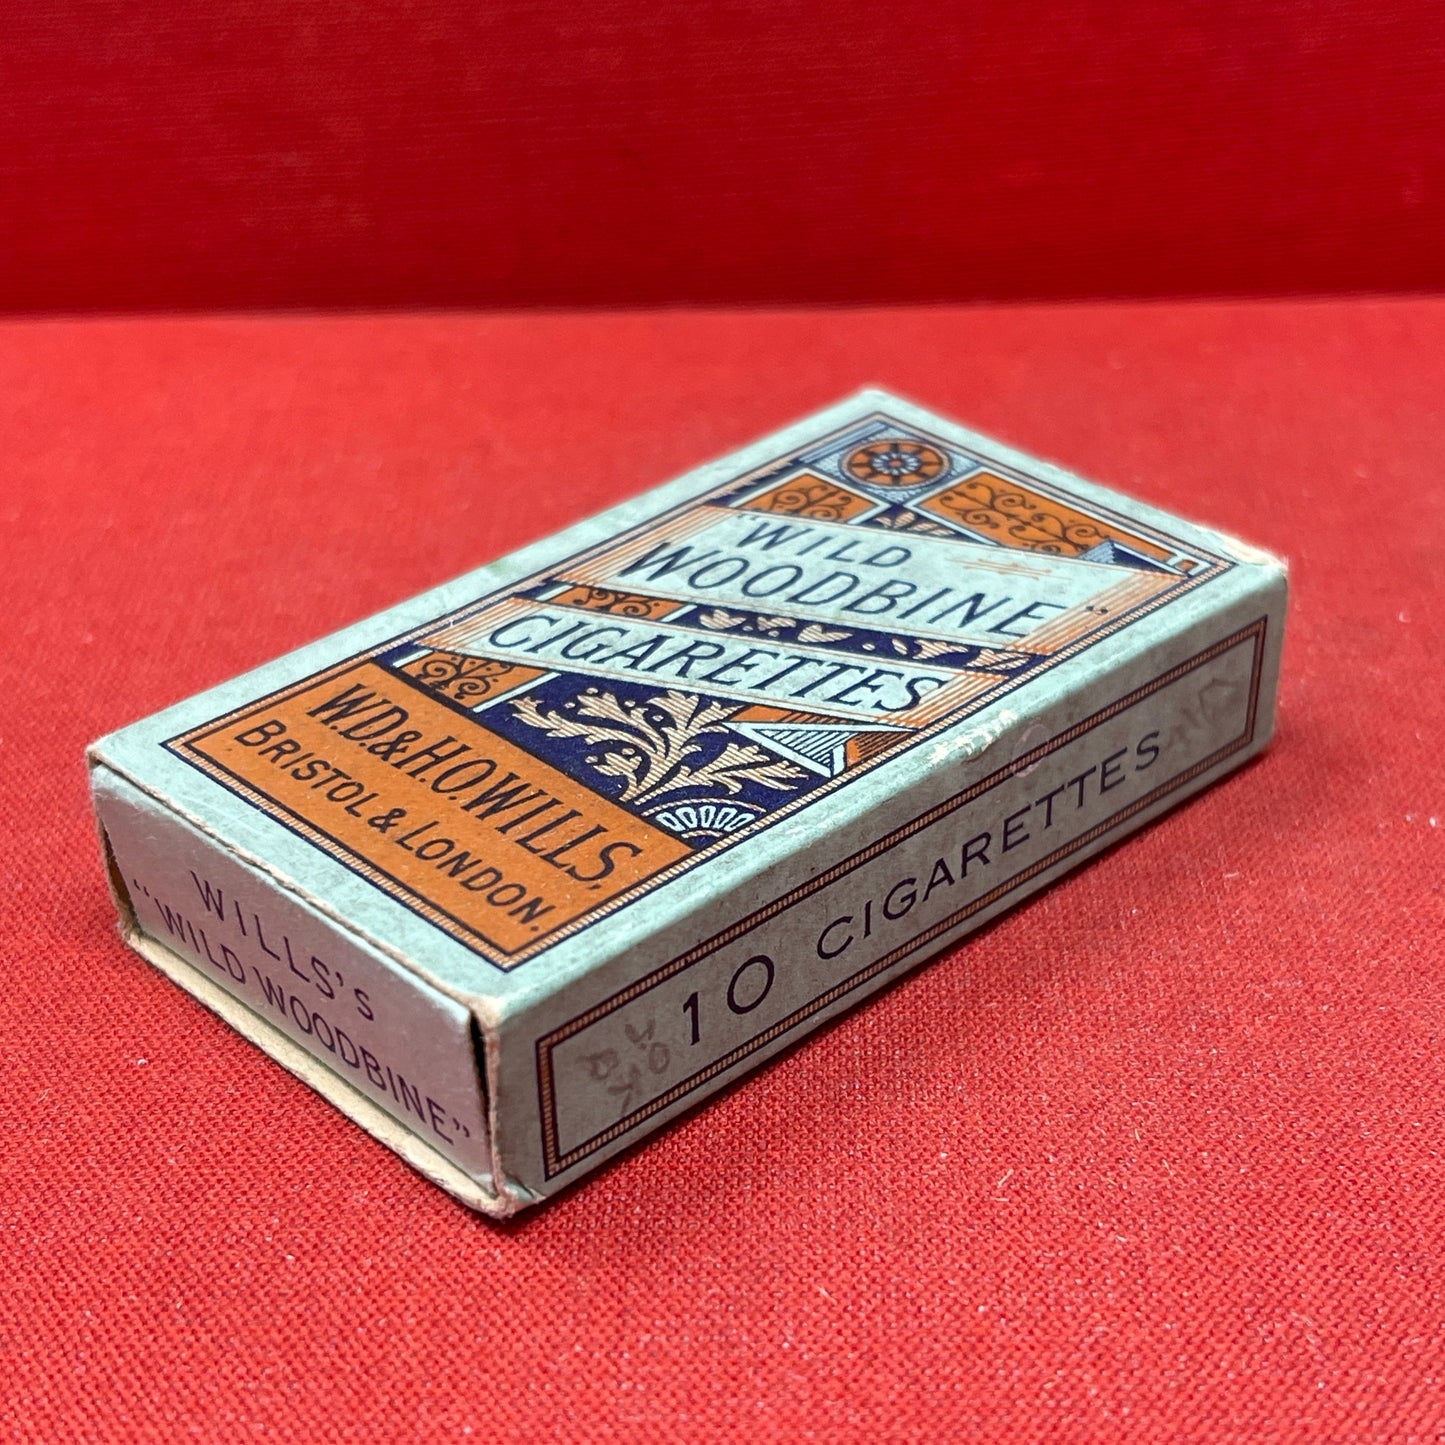 "WILD
WOODBINE"
CIGARETTES
W.D.& H.O.WILLS,
BRISTOL & LONDON.
WILLS'S
"WILD WOODBINE"
10 CIGARETTES